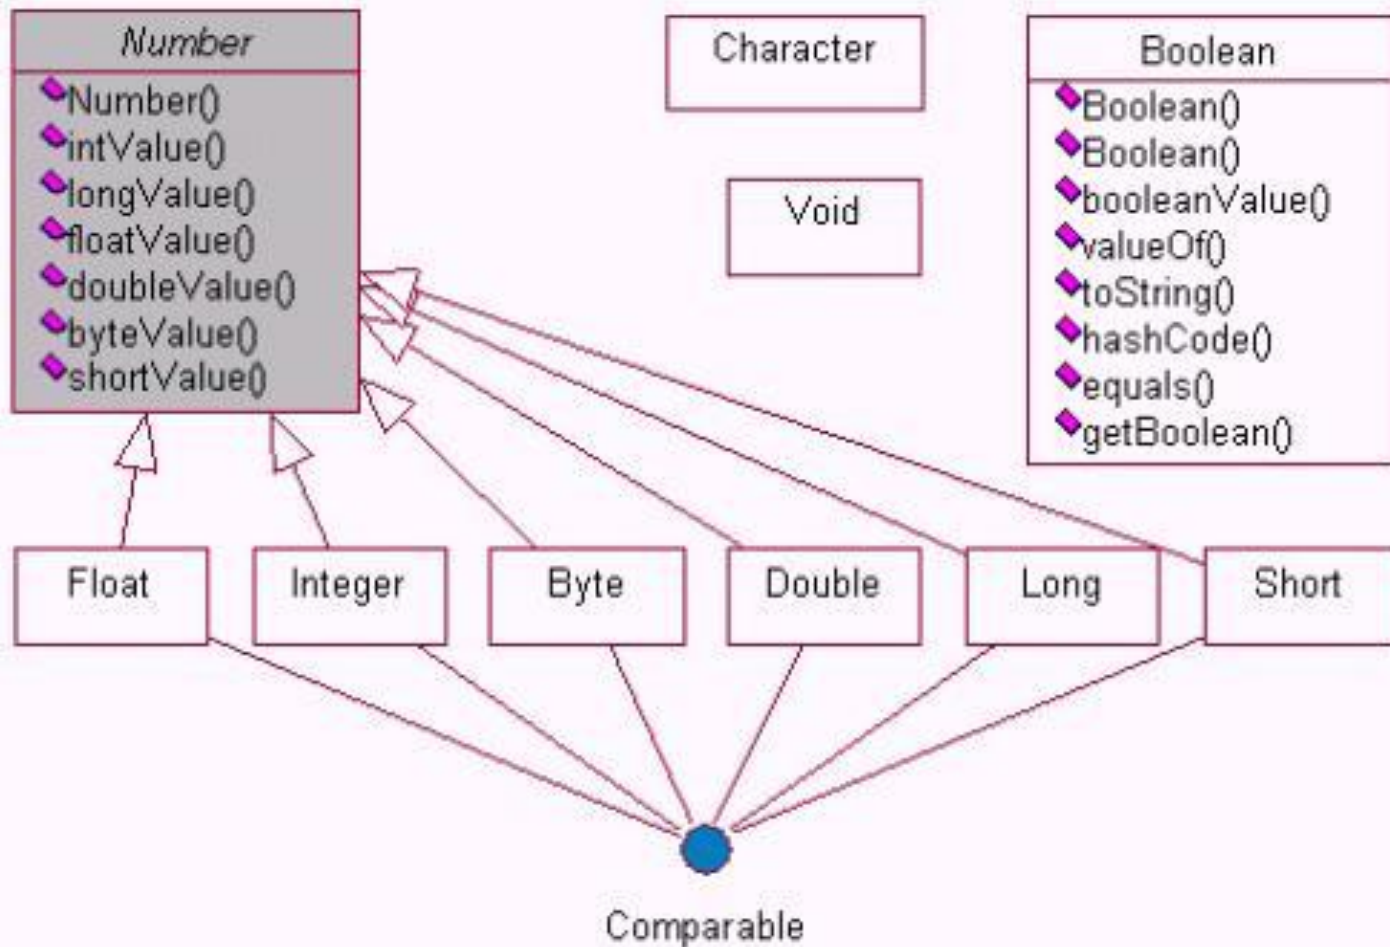 Number
Number()
intValue()
longValue()
floatValue()
doubleValue()
byteValue()
shortValue()
Character
Void
Boolean
Boolean()
Boolean()
booleanValue()
valueOf()
toString()
hashCode()
equals()
getBoolean()
Float
Integer
Byte
Double
Long
Short
Comparable